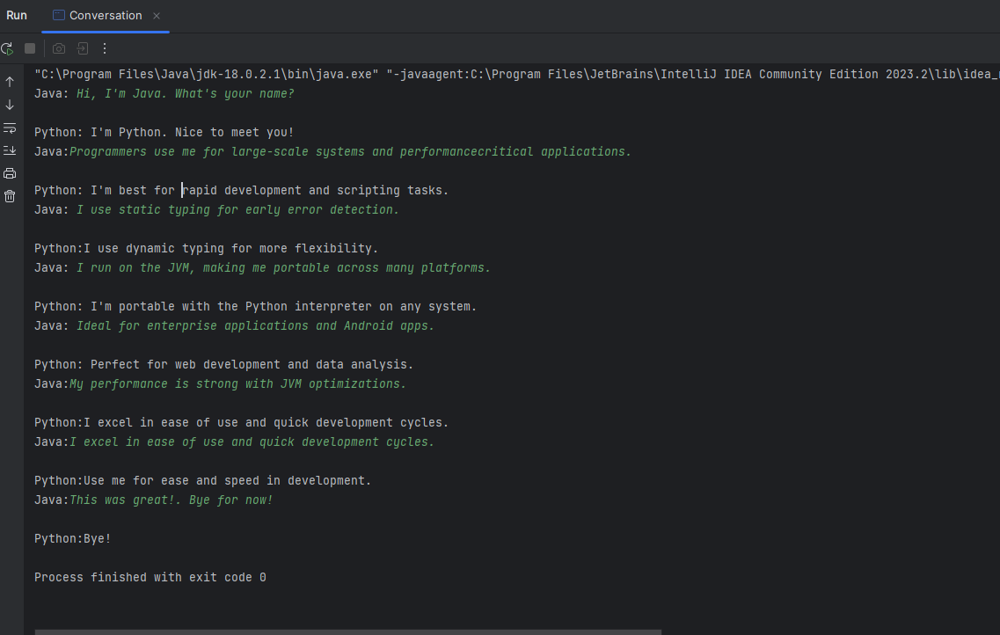 Run Conversation
"C:\Program Files\Java\jdk-18.0.2.1\bin\java.exe" "-javaagent:C:\Program Files\JetBrains\IntelliJ IDEA Community Edition 2023.2\lib\idea_
Java: Hi, I'm Java. What's your name?
Python: I'm Python. Nice to meet you!
Java:Programmers use me for large-scale systems and performancecritical applications.
Python: I'm best for rapid development and scripting tasks.
Java: I use static typing for early error detection.
Python:I use dynamic typing for more flexibility.
Java: I run on the JVM, making me portable across many platforms.
Python: I'm portable with the Python interpreter on any system.
Java: Ideal for enterprise applications and Android apps.
Python: Perfect for web development and data analysis.
Java:My performance is strong with JVM optimizations.
Python:I excel in ease of use and quick development cycles.
Java:I excel in ease of use and quick development cycles.
Python:Use me for ease and speed in development.
Java:This was great!. Bye for now!
Python:Bye!
Process finished with exit code 0